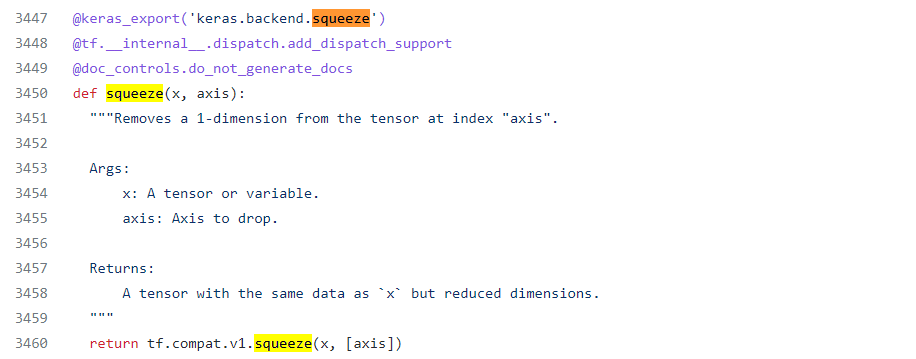 3447 @keras_export('keras.backend.squeeze')
3448 @tf.__internal__.dispatch.add_dispatch_support
3449 @doc_controls.do_not_generate_docs
3450 def squeeze(x, axis):
3451   """Removes a 1-dimension from the tensor at index "axis".
3452
3453   Args:
3454       x: A tensor or variable.
3455       axis: Axis to drop.
3456
3457   Returns:
3458       A tensor with the same data as `x` but reduced dimensions.
3459   """
3460   return tf.compat.v1.squeeze(x, [axis])